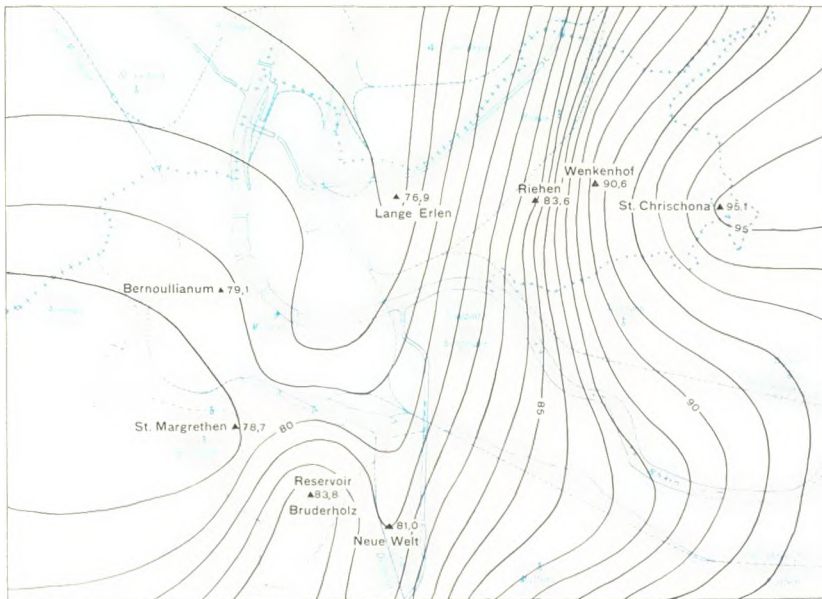 Wenkenhof
90,6
Riehen
83,6
76,9
Lange Erlen
St. Chrischona
95,1
95
Bernoullianum
79,1
85
90
St. Margrethen
78,7
80
Reservoir
83,8
Bruderholz
81,0
Neue Welt